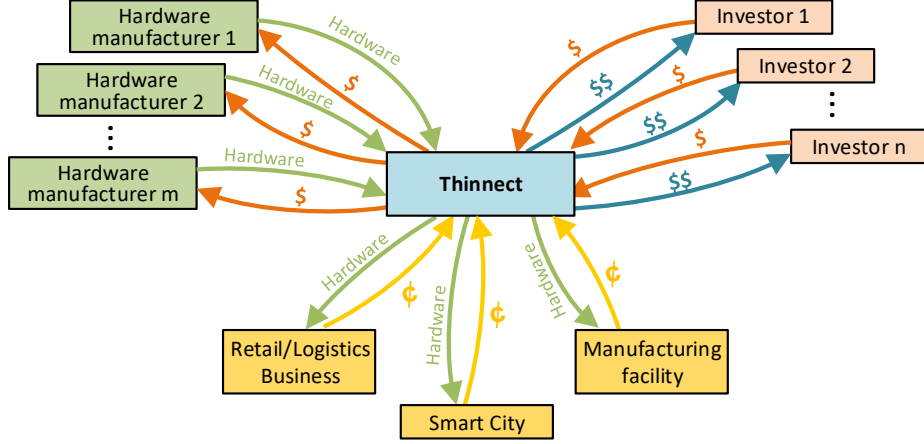 Hardware
manufacturer 1
Hardware
$
Hardware
manufacturer 2
Hardware
$
Hardware
manufacturer m
Hardware
$
Investor 1
$
$$
Investor 2
$
$$
Investor n
$
$$
Thinnect
Hardware
¢
Hardware
¢
Hardware
¢
Retail/Logistics
Business
Smart City
Manufacturing
facility